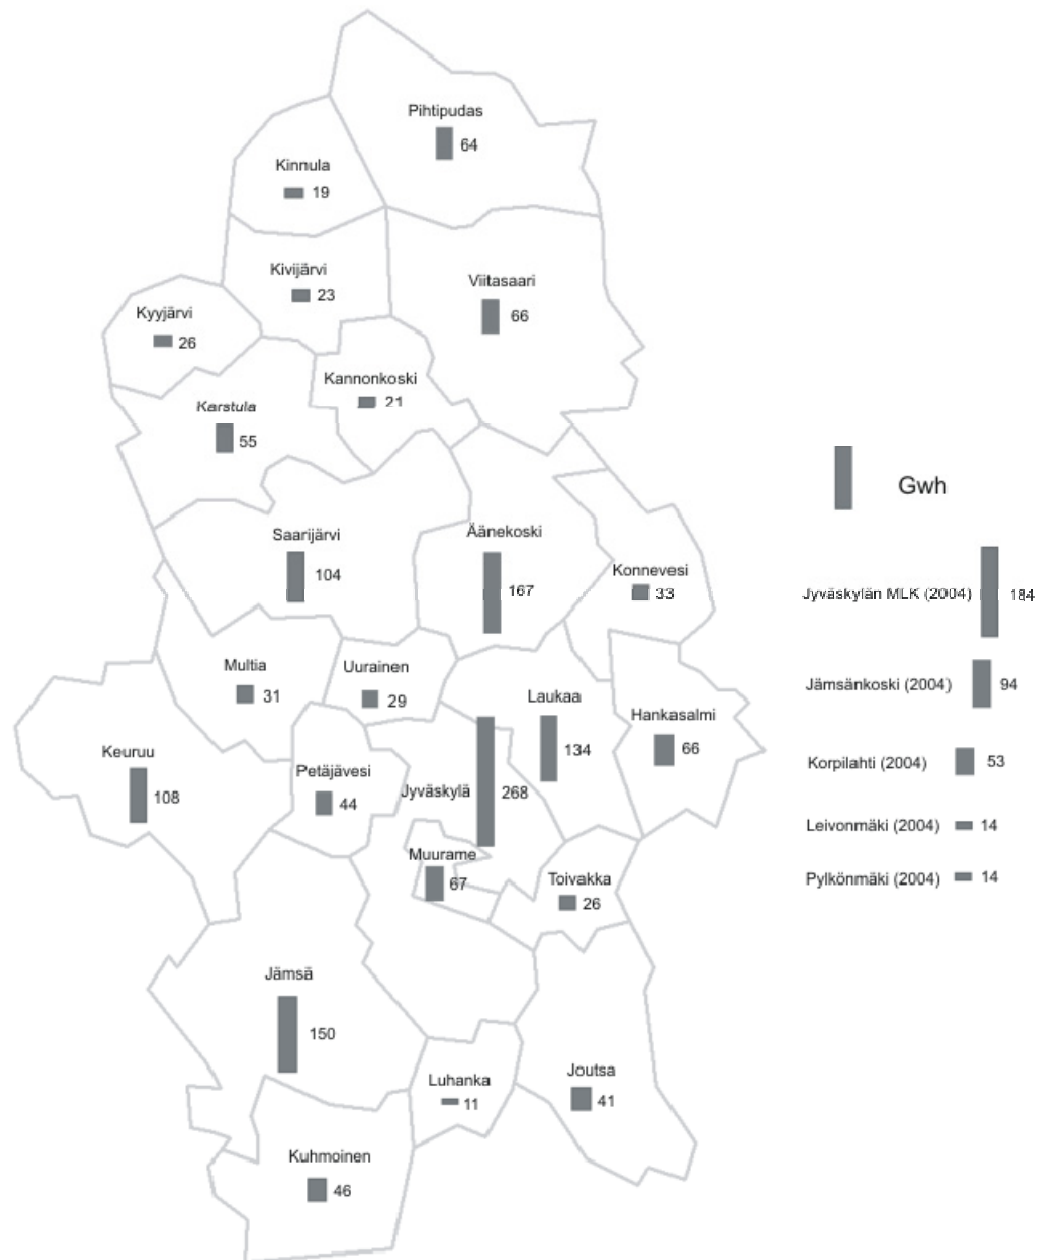 Pihtipudas
64
Kinnula
19
Kivijärvi
23
Viitasaari
66
Kyyjärvi
26
Kannonkoski
21
Karstula
55
Gwh
Saarijärvi
104
Äänekoski
167
Konnevesi
33
Jyväskylän MLK (2004) 184
Multia
31
Uurainen
29
Jämsänkoski (2004) 94
Laukaa
134
Hankasalmi
66
Keuruu
108
Petäjävesi
44
Jyväskylä 268
Korpilahti (2004) 53
Leivonmäki (2004) 14
Muurame
67
Toivakka
26
Pylkönmäki (2004) 14
Jämsä
150
Luhanka
11
Joutsa
41
Kuhmoinen
46